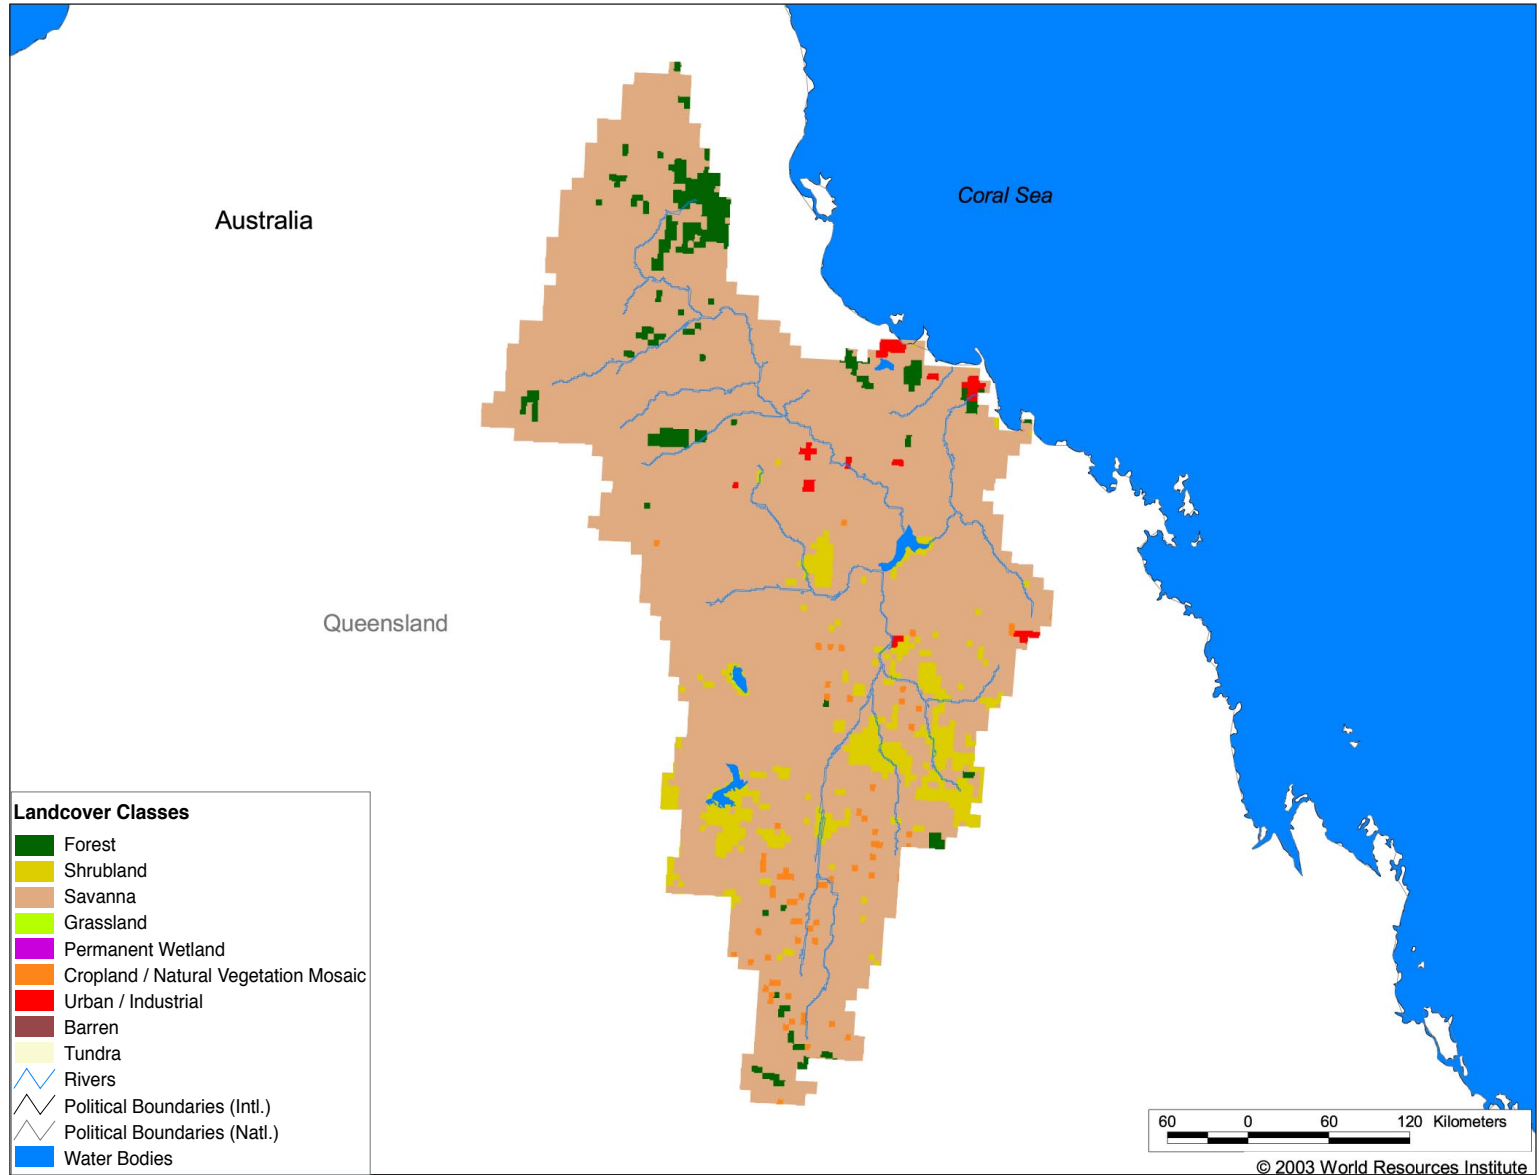 Coral Sea
Australia
Queensland
Landcover Classes
Forest
Shrubland
Savanna
Grassland
Permanent Wetland
Cropland / Natural Vegetation Mosaic
Urban / Industrial
Barren
Tundra
Rivers
Political Boundaries (Intl.)
Political Boundaries (Natl.)
Water Bodies
60 0 60 120 Kilometers
© 2003 World Resources Institute